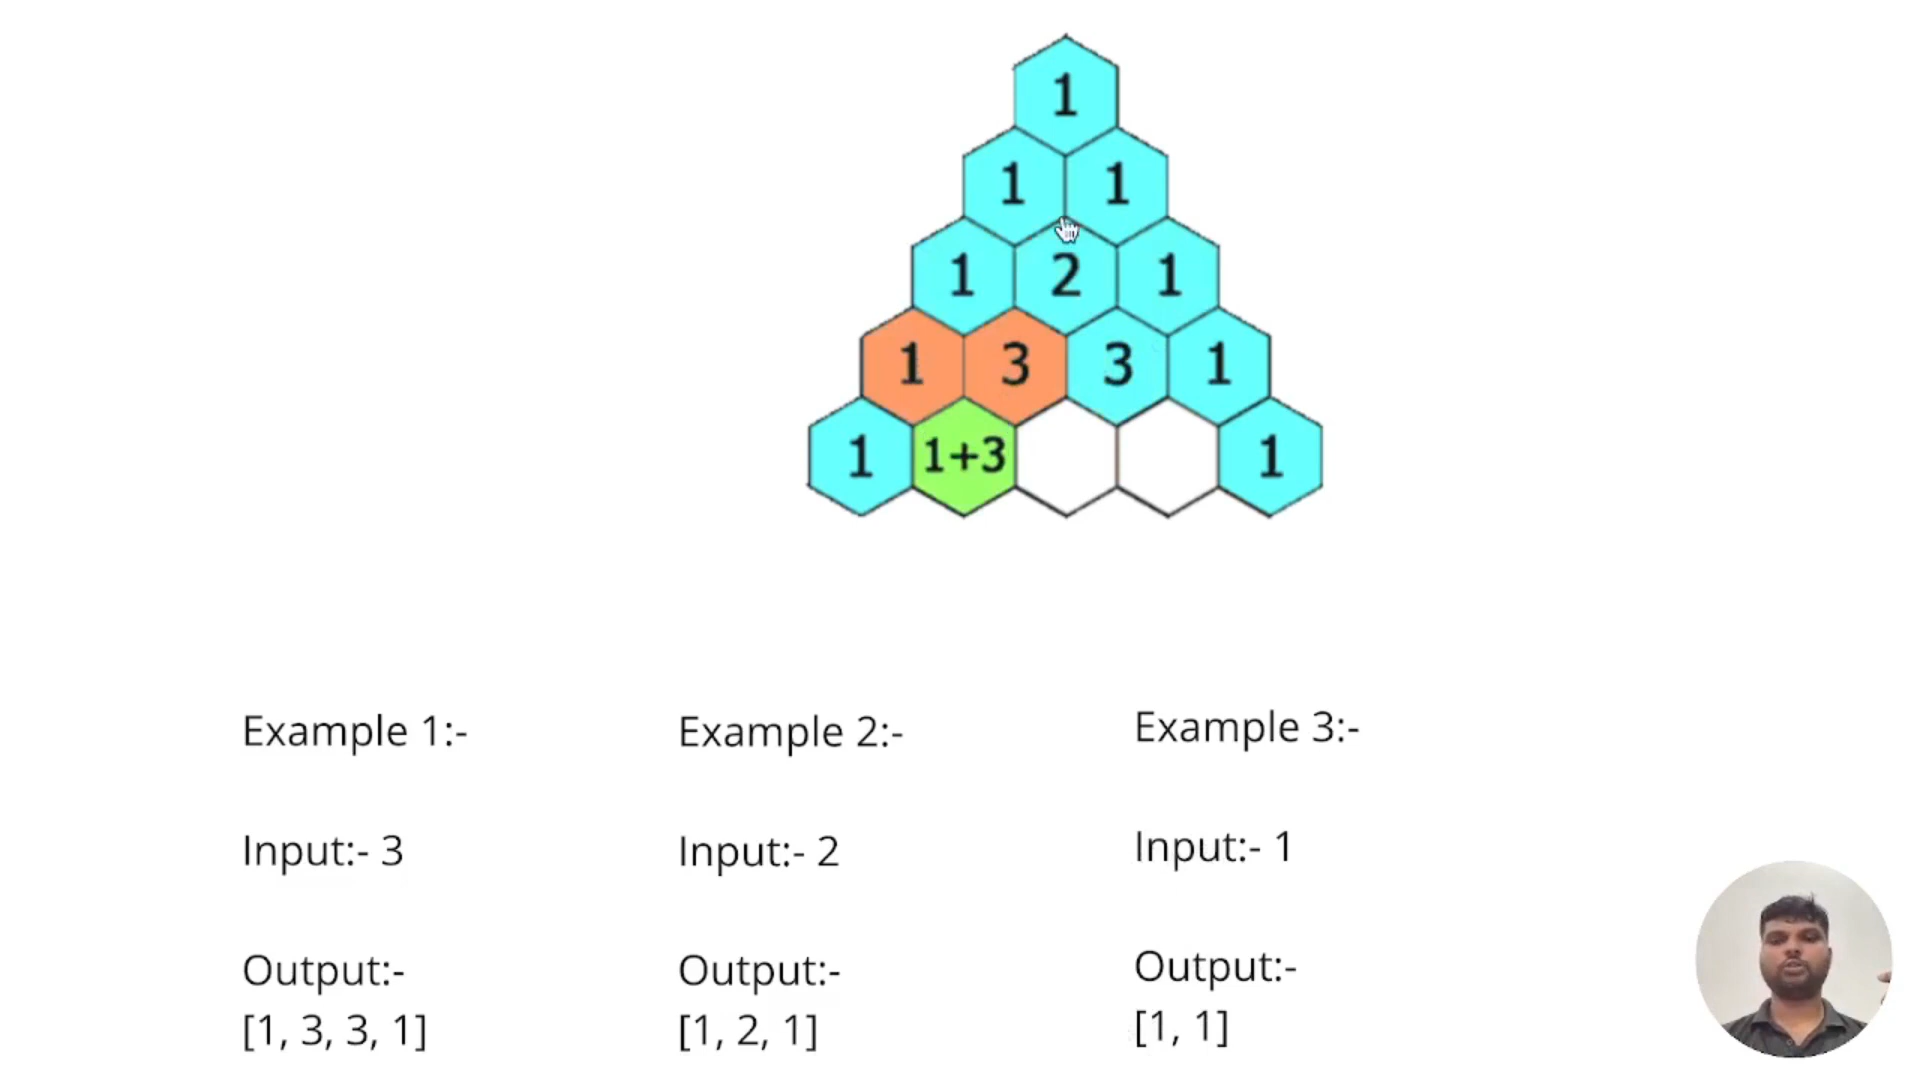 1
1 1
1 2 1
1 3 3 1
1 1+3 1
Example 1:-
Input:- 3
Output:-
[1, 3, 3, 1]
Example 2:-
Input:- 2
Output:-
[1, 2, 1]
Example 3:-
Input:- 1
Output:-
[1, 1]